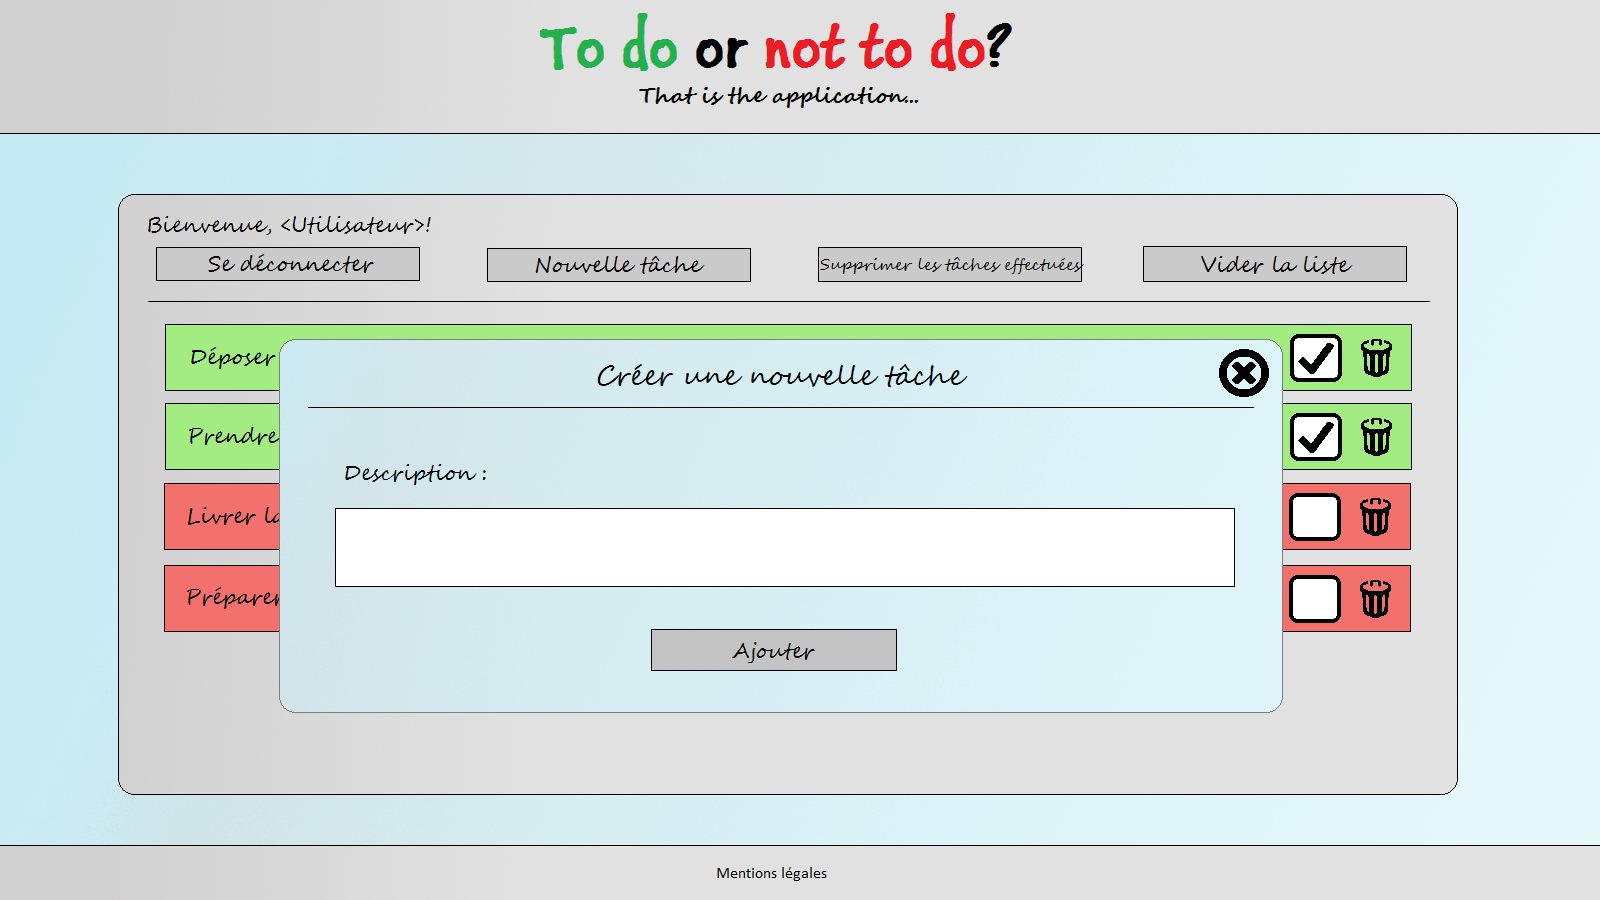 To do or not to do?
That is the application...
Bienvenue, <Utilisateur>!
Se déconnecter
Nouvelle tâche
Supprimer les tâches effectuées
Vider la liste
Déposer
Prendre
Livrer la
Préparer
Créer une nouvelle tâche
Description :
Ajouter
Mentions légales